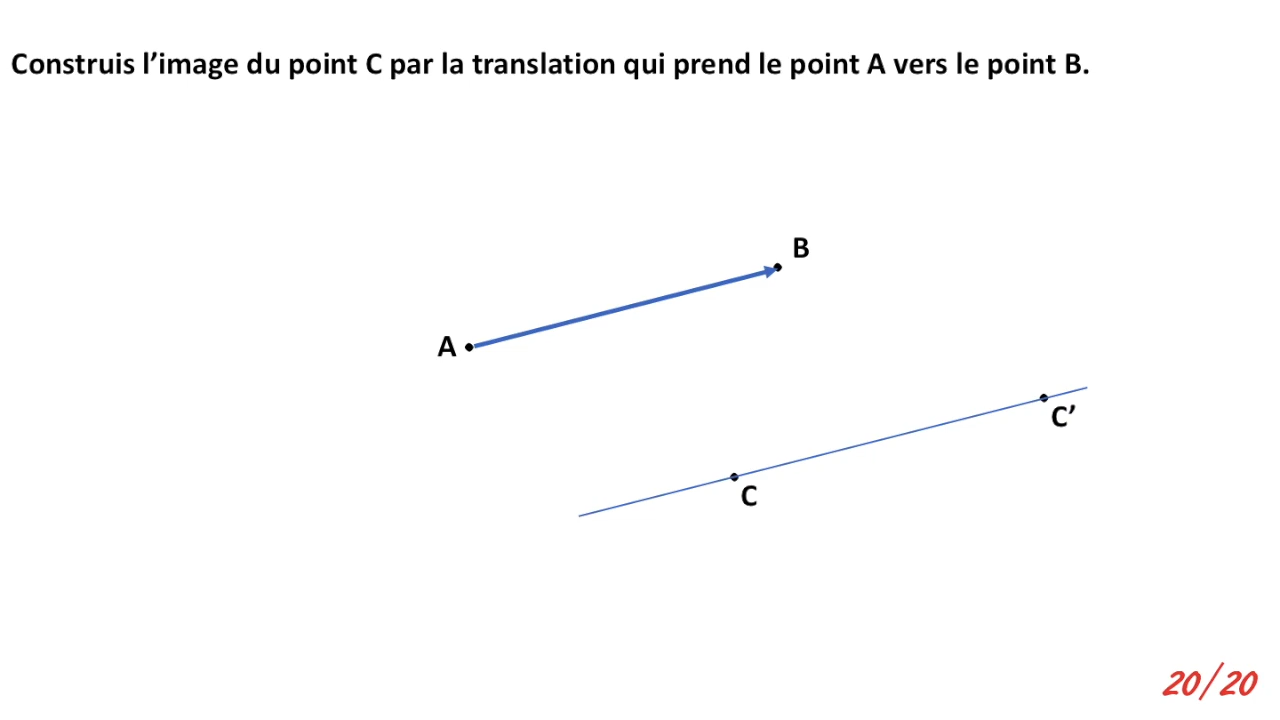 Construis l’image du point C par la translation qui prend le point A vers le point B.
B
A
C’
C
20/20